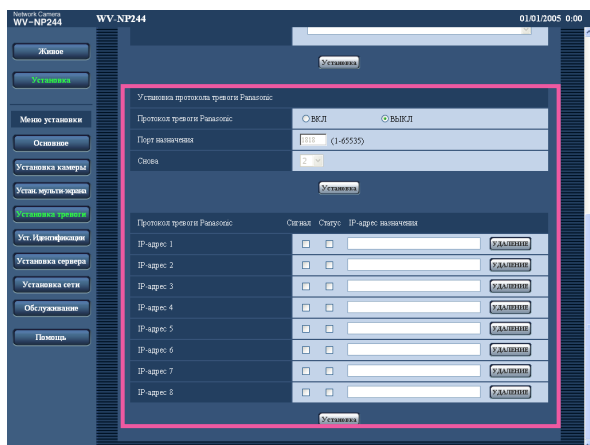 Network Camera
WV-NP244
WV-NP244
01/01/2005 0:00
Живое
Установка
Меню установки
Основное
Установка камеры
Устан. мульти-экрана
Установка тревоги
Уст. Идентификации
Установка сервера
Установка сети
Обслуживание
Помощь
Установка
Установка протокола тревоги Panasonic
Протокол тревоги Panasonic ВКЛ ВЫКЛ
Порт назначения 1818 (1-65535)
Снова 2
Установка
Протокол тревоги Panasonic Сигнал Статус IP-адрес назначения
IP-адрес 1 УДАЛЕНИЕ
IP-адрес 2 УДАЛЕНИЕ
IP-адрес 3 УДАЛЕНИЕ
IP-адрес 4 УДАЛЕНИЕ
IP-адрес 5 УДАЛЕНИЕ
IP-адрес 6 УДАЛЕНИЕ
IP-адрес 7 УДАЛЕНИЕ
IP-адрес 8 УДАЛЕНИЕ
Установка